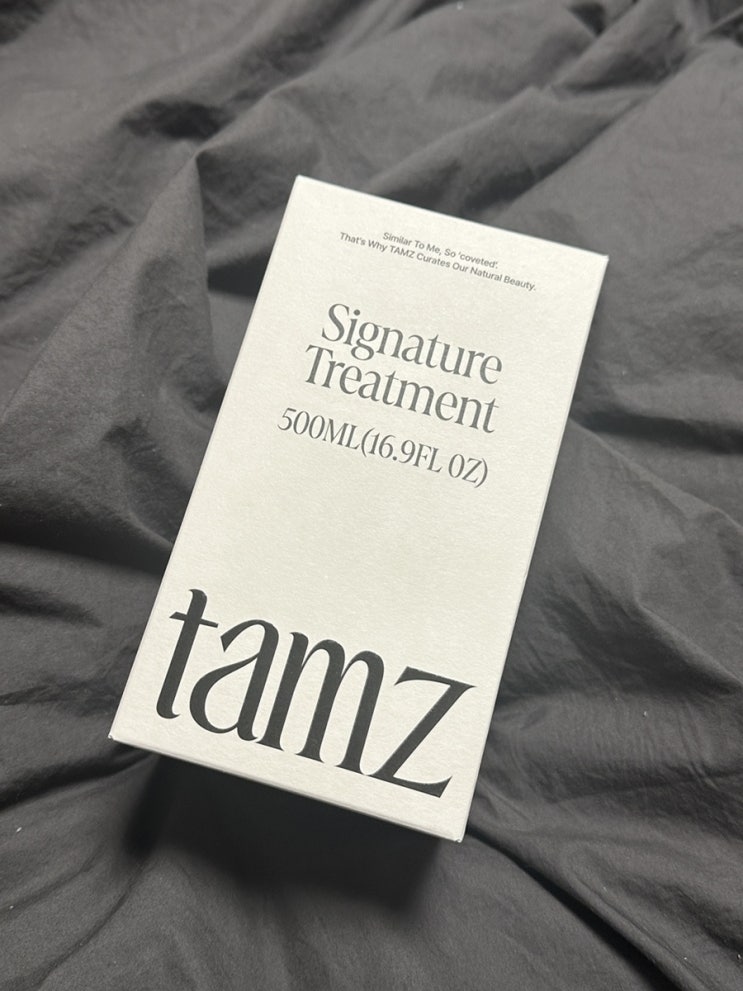 Similar To Me, So 'coveted'.
That's Why TAMZ Curates Our Natural Beauty.
Signature
Treatment
500ML(16.9FL OZ)
tamz